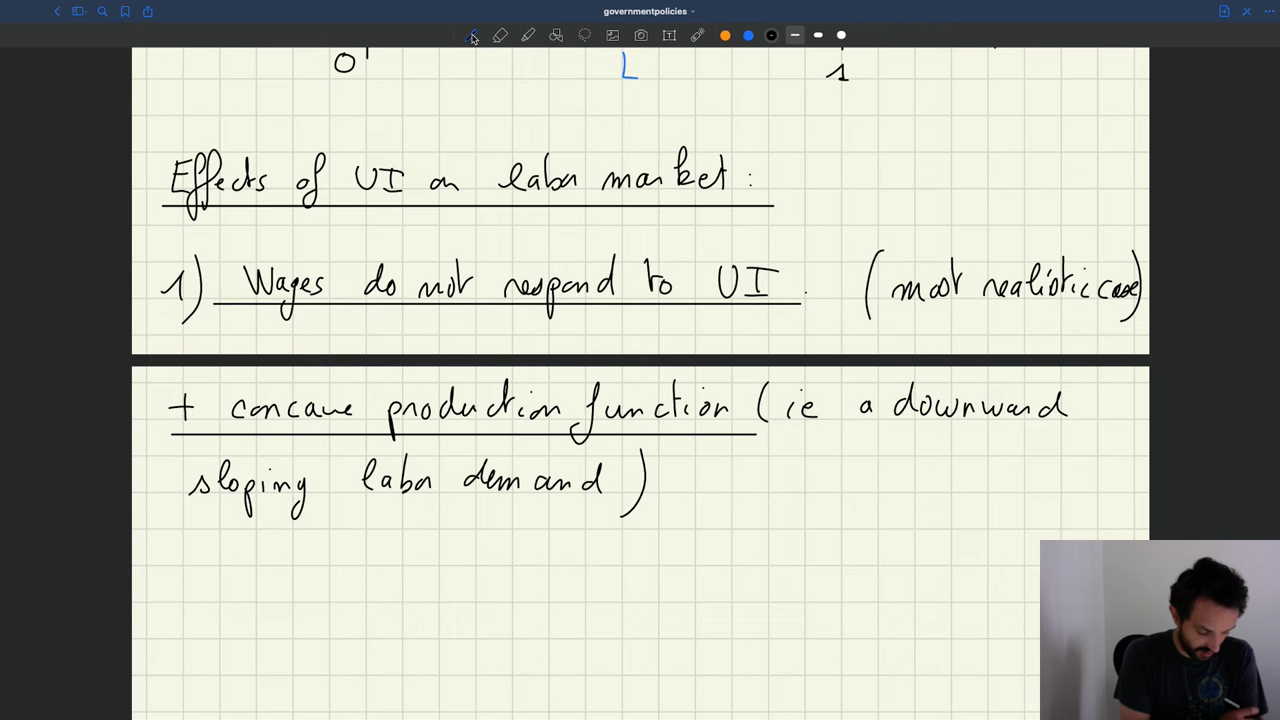 governmentpolicies
0
L
1
Effects of UI on labor market :
1) Wages do not respond to UI. (most realistic case)
+ concave production function (ie a downward
sloping labor demand)